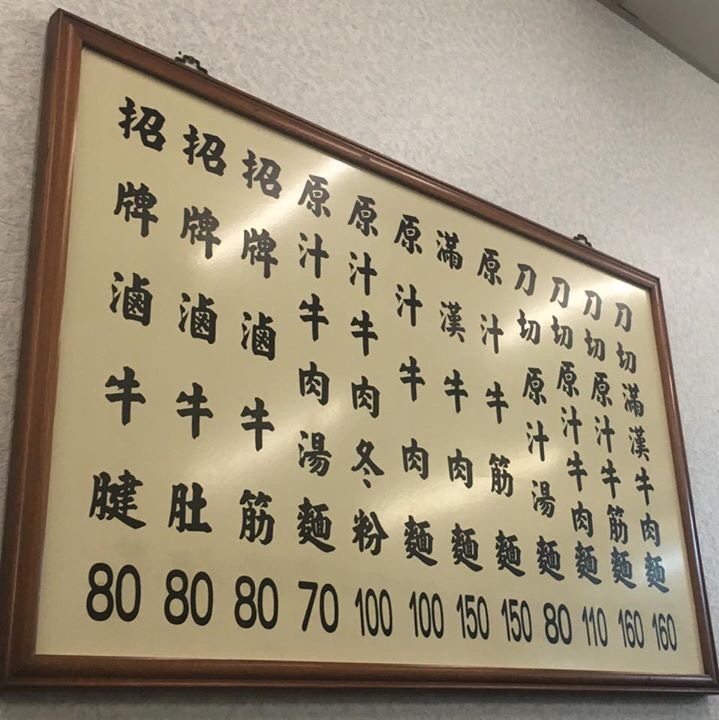 刀切滿漢牛肉麵 160
刀切原汁牛筋麵 160
刀切原汁牛肉麵 110
刀切原汁湯麵 80
原汁牛筋麵 150
滿漢牛肉麵 150
原汁牛肉麵 100
原汁牛肉冬粉 100
原汁牛肉湯麵 70
招牌滷牛筋 80
招牌滷牛肚 80
招牌滷牛腱 80